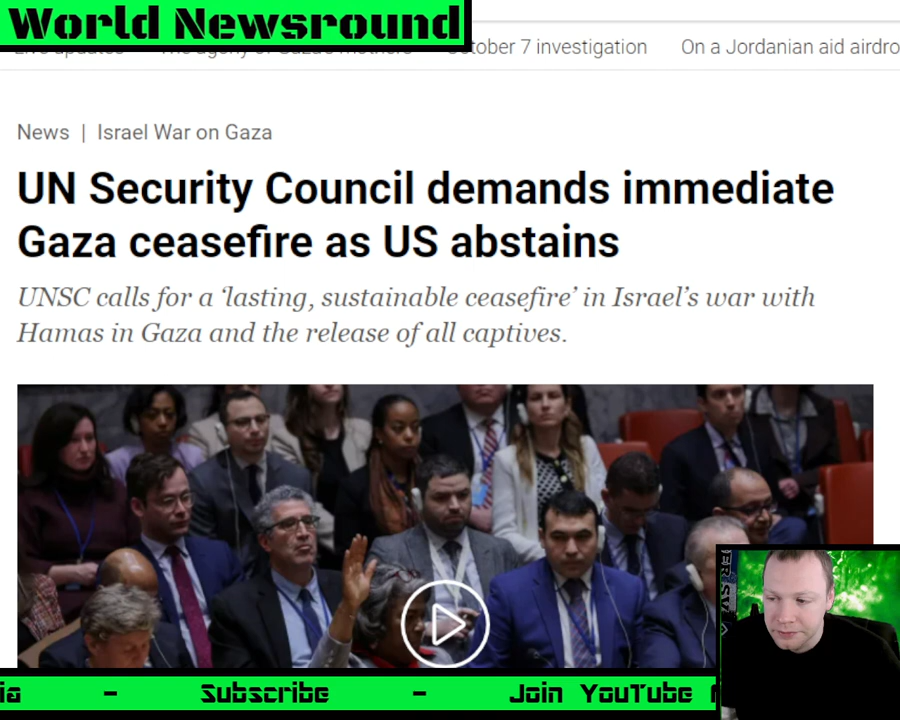 World Newsround
October 7 investigation On a Jordanian aid airdro
News | Israel War on Gaza
UN Security Council demands immediate
Gaza ceasefire as US abstains
UNSC calls for a ‘lasting, sustainable ceasefire’ in Israel’s war with
Hamas in Gaza and the release of all captives.
ia - Subscribe - Join YouTube